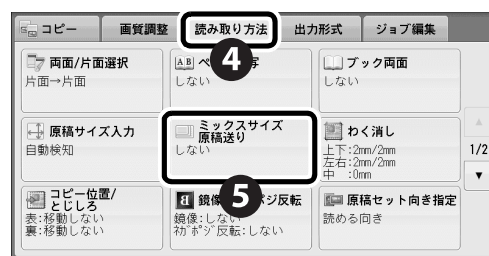 コピー
画質調整
読み取り方法
出力形式
ジョブ編集
4
両面/片面選択
片面→片面
AB
しない
ブック両面
しない
原稿サイズ入力
自動検知
ミックスサイズ
原稿送り
しない
わく消し
上下:2mm/2mm
左右:2mm/2mm
中 :0mm
1/2
コピー位置/
とじしろ
表:移動しない
裏:移動しない
5
鏡像
ジ反転
鏡像:しない
ネガポジ反転:しない
原稿セット向き指定
読める
向き